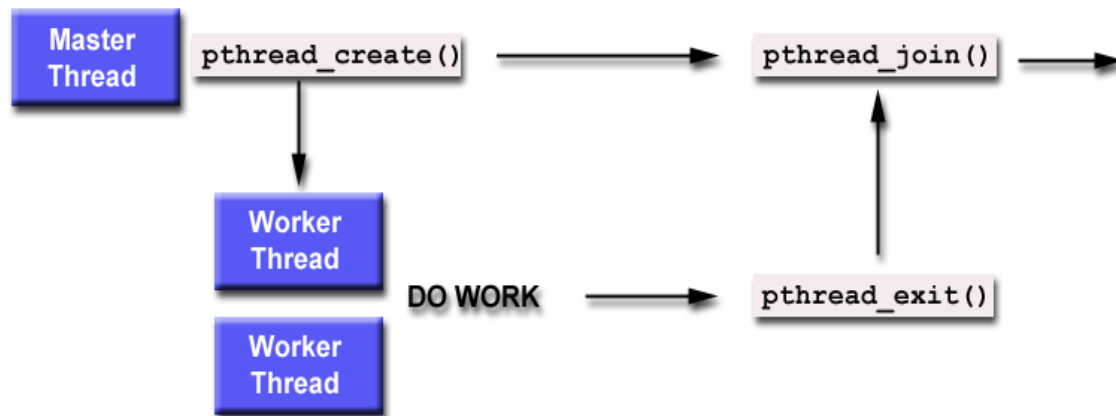 Master
Thread
pthread_create()
pthread_join()
Worker
Thread
DO WORK
pthread_exit()
Worker
Thread